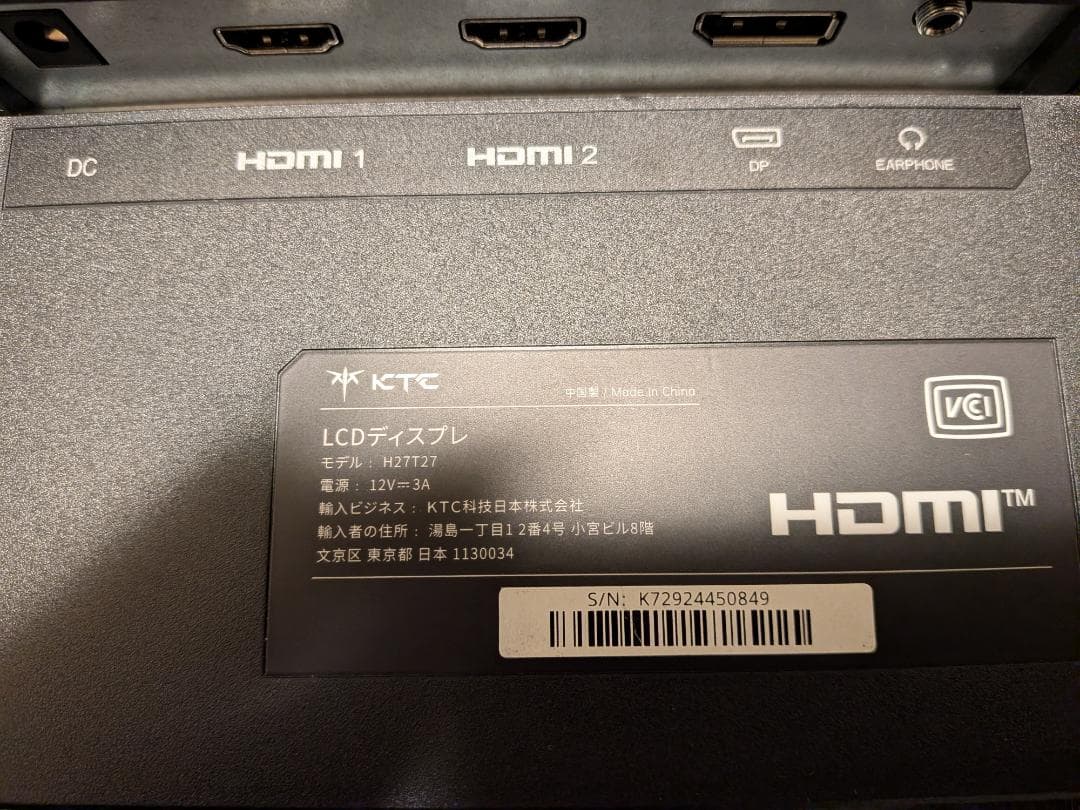 DC
HDMI 1
HDMI 2
DP
EARPHONE
KTC
中国製 / Made in China
VCCI
LCDディスプレ
モデル： H27T27
電源： 12V⎓3A
輸入ビジネス： KTC科技日本株式会社
輸入者の住所： 湯島一丁目1 2番4号 小宮ビル8階
文京区 東京都 日本 1130034
HDMI™
S/N: K72924450849